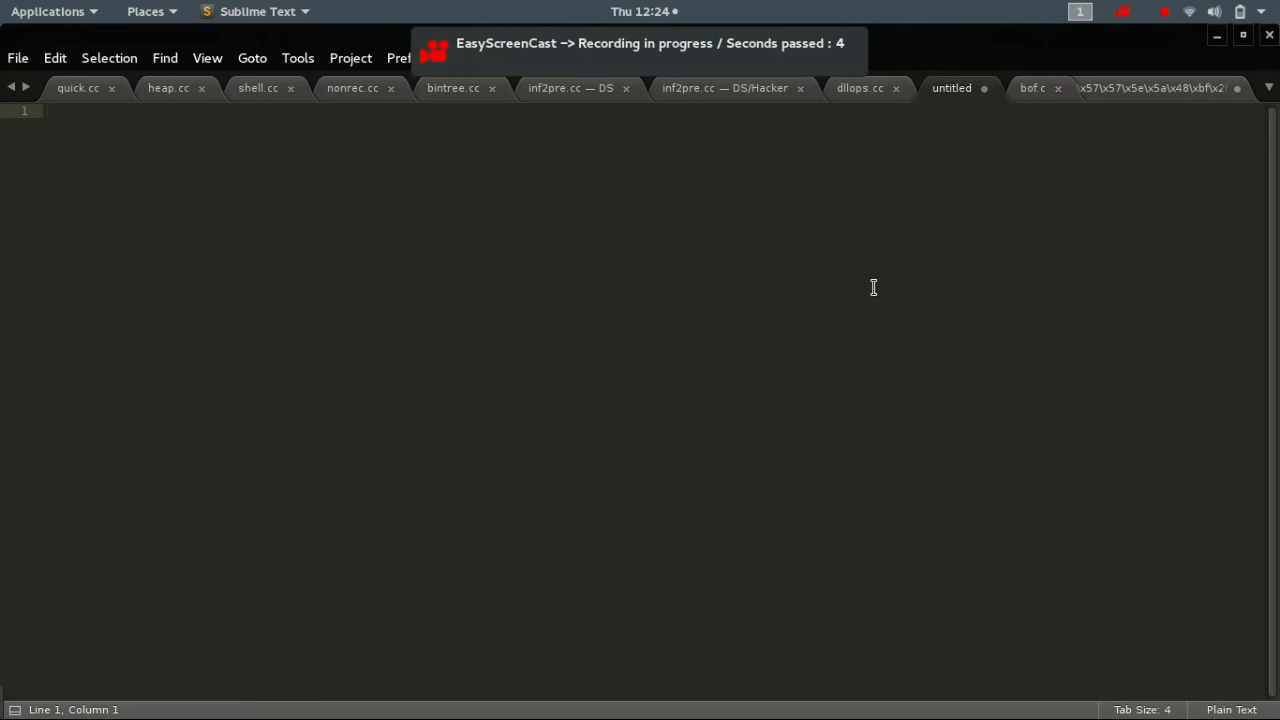 Applications Places Sublime Text Thu 12:24 1
EasyScreenCast -> Recording in progress / Seconds passed : 4
File Edit Selection Find View Goto Tools Project Pref
quick.cc heap.cc shell.cc nonrec.cc bintree.cc inf2pre.cc — DS inf2pre.cc — DS/Hacker dllops.cc untitled bof.c \x57\x57\x5e\x5a\x48\xbf\x2f
1
Line 1, Column 1 Tab Size: 4 Plain Text